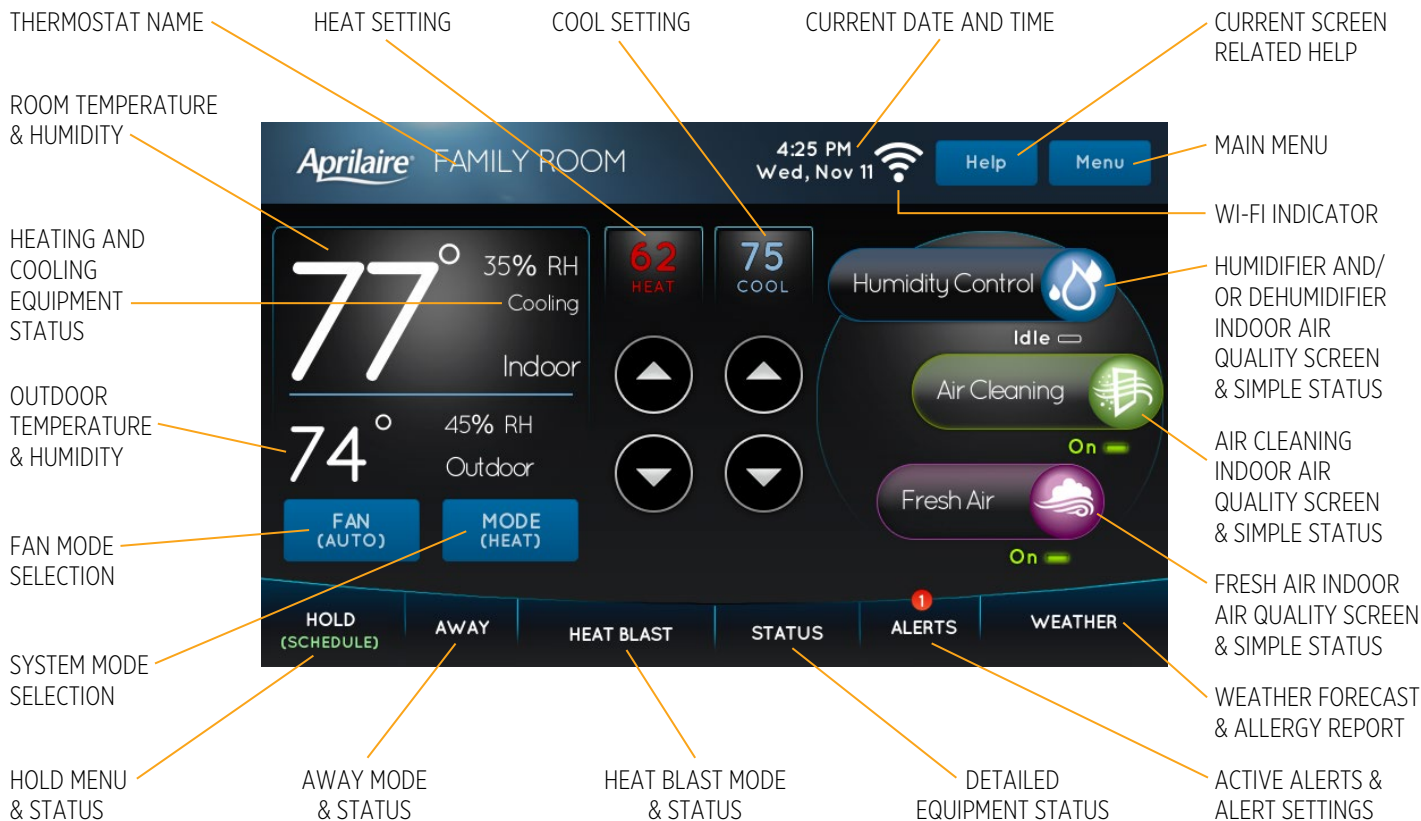 THERMOSTAT NAME
HEAT SETTING
COOL SETTING
CURRENT DATE AND TIME
CURRENT SCREEN
RELATED HELP
ROOM TEMPERATURE
& HUMIDITY
MAIN MENU
WI-FI INDICATOR
HEATING AND
COOLING
EQUIPMENT
STATUS
HUMIDIFIER AND/
OR DEHUMIDIFIER
INDOOR AIR
QUALITY SCREEN
& SIMPLE STATUS
OUTDOOR
TEMPERATURE
& HUMIDITY
AIR CLEANING
INDOOR AIR
QUALITY SCREEN
& SIMPLE STATUS
FAN MODE
SELECTION
FRESH AIR INDOOR
AIR QUALITY SCREEN
& SIMPLE STATUS
SYSTEM MODE
SELECTION
WEATHER FORECAST
& ALLERGY REPORT
HOLD MENU
& STATUS
AWAY MODE
& STATUS
HEAT BLAST MODE
& STATUS
DETAILED
EQUIPMENT STATUS
ACTIVE ALERTS &
ALERT SETTINGS
Aprilaire® FAMILY ROOM
4:25 PM
Wed, Nov 11
Help
Menu
77°
35% RH
Cooling
Indoor
74°
45% RH
Outdoor
62
HEAT
75
COOL
Humidity Control
Idle
Air Cleaning
On
Fresh Air
On
FAN
(AUTO)
MODE
(HEAT)
HOLD
(SCHEDULE)
AWAY
HEAT BLAST
STATUS
1
ALERTS
WEATHER